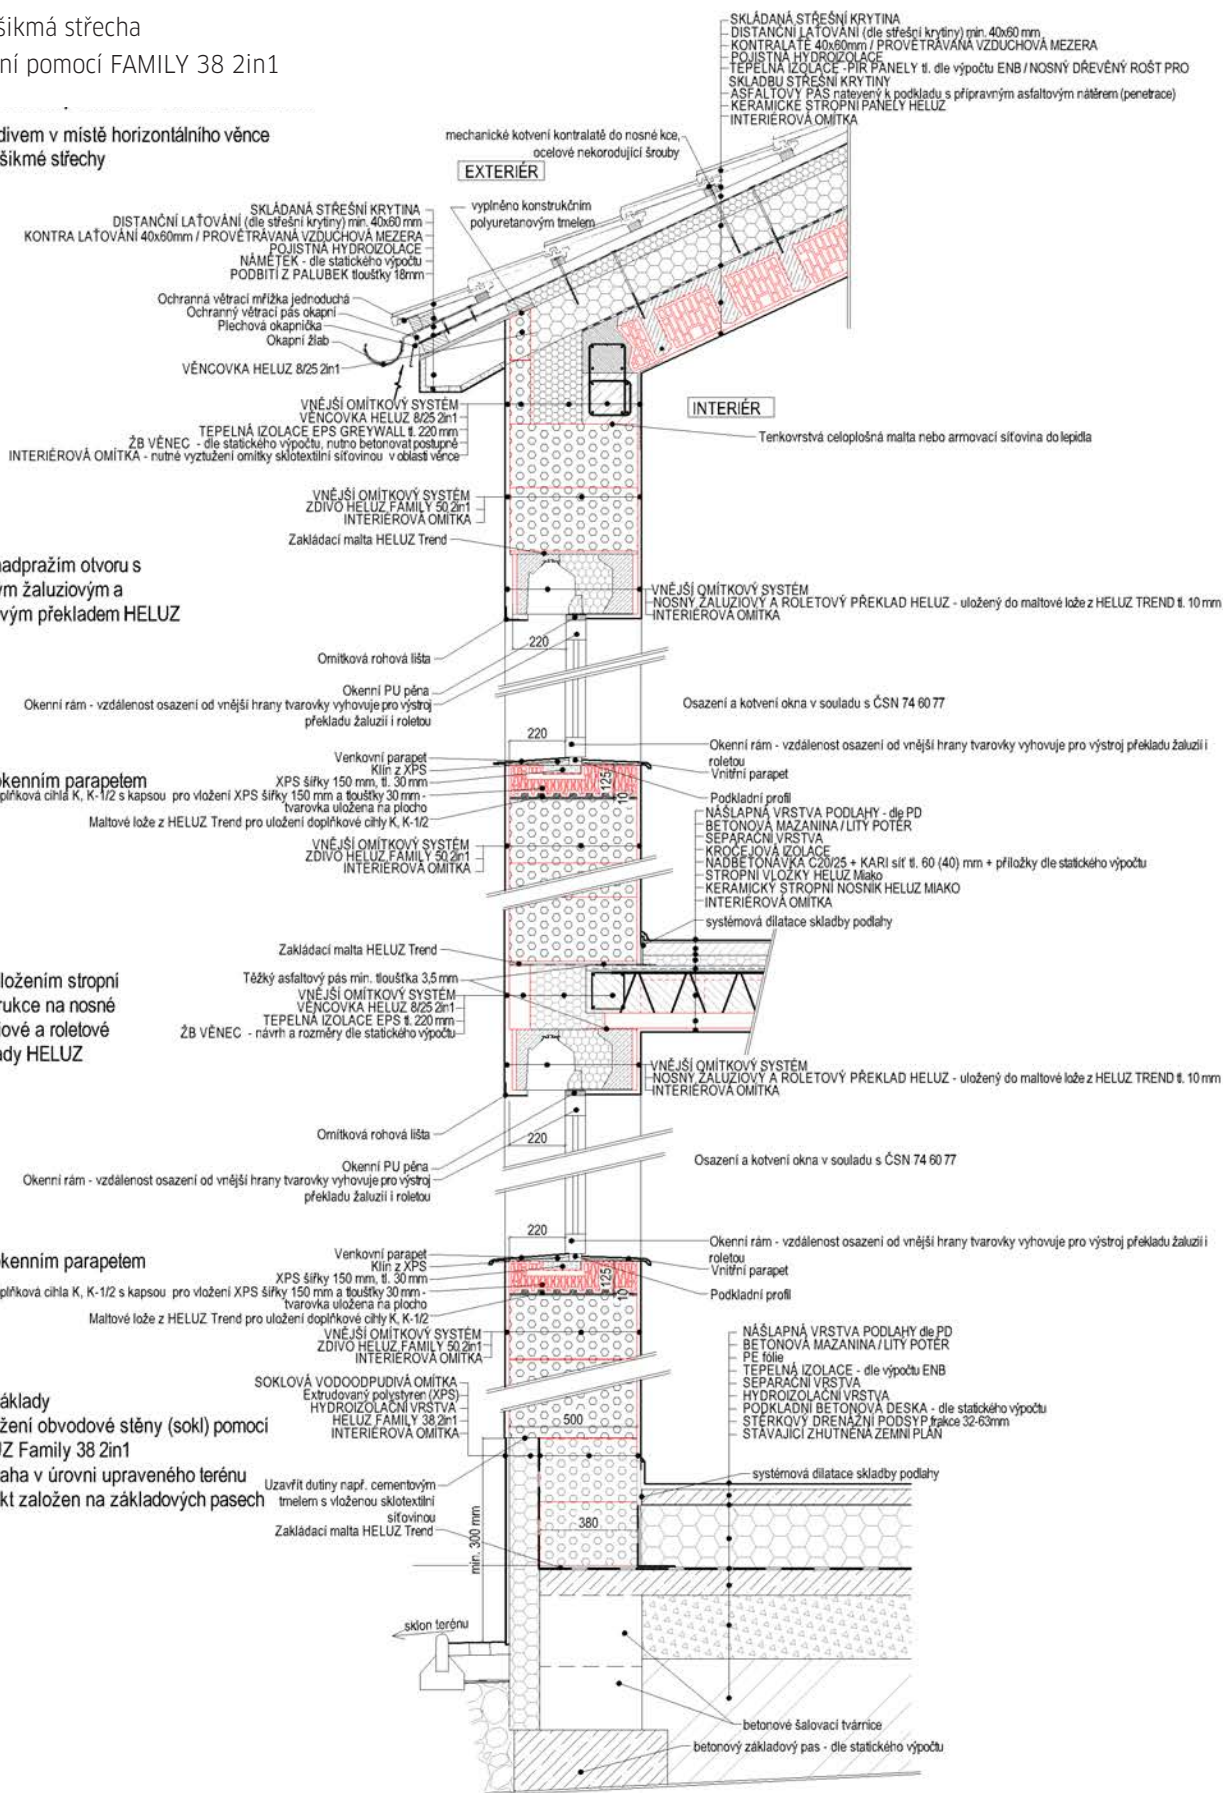 šikmá střecha
ní pomocí FAMILY 38 2in1
divem v místě horizontálního věnce
šikmé střechy
SKLÁDANÁ STŘEŠNÍ KRYTINA
DISTANČNÍ LAŤOVÁNÍ (dle střešní krytiny) min. 40x60 mm
KONTRALATĚ 40x60mm / PROVĚTRÁVANÁ VZDUCHOVÁ MEZERA
POJISTNÁ HYDROIZOLACE
TEPELNÁ IZOLACE -PIR PANELY tl. dle výpočtu ENB / NOSNÝ DŘEVĚNÝ ROŠT PRO
SKLADBU STŘEŠNÍ KRYTINY
ASFALTOVÝ PÁS natevený k podkladu s přípravným asfaltovým nátěrem (penetrace)
KERAMICKÉ STROPNÍ PANELY HELUZ
INTERIÉROVÁ OMÍTKA
mechanické kotvení kontralatě do nosné kce,
ocelové nekorodující šrouby
EXTERIÉR
vyplněno konstrukčním
polyuretanovým tmelem
SKLÁDANÁ STŘEŠNÍ KRYTINA
DISTANČNÍ LAŤOVÁNÍ (dle střešní krytiny) min. 40x60 mm
KONTRA LAŤOVÁNÍ 40x60mm / PROVĚTRÁVANÁ VZDUCHOVÁ MEZERA
POJISTNÁ HYDROIZOLACE
NÁMĚTEK - dle statického výpočtu
PODBITÍ Z PALUBEK tloušťky 18mm
Ochranná větrací mřížka jednoduchá
Ochranný větrací pás okapní
Plechová okapnička
Okapní žlab
VĚNCOVKA HELUZ 8/25 2in1
INTERIÉR
VNĚJŠÍ OMÍTKOVÝ SYSTÉM
VĚNCOVKA HELUZ 8/25 2in1
TEPELNÁ IZOLACE EPS GREYWALL tl. 220 mm
ŽB VĚNEC - dle statického výpočtu, nutno betonovat postupně
INTERIÉROVÁ OMÍTKA - nutné vyztužení omítky sklotextilní síťovinou v oblasti věnce
Tenkovrstvá celoplošná malta nebo armovací síťovina do lepidla
VNĚJŠÍ OMÍTKOVÝ SYSTÉM
ZDIVO HELUZ FAMILY 50 2in1
INTERIÉROVÁ OMÍTKA
Zakládací malta HELUZ Trend
nadpražím otvoru s
ým žaluziovým a
ovým překladem HELUZ
VNĚJŠÍ OMÍTKOVÝ SYSTÉM
NOSNÝ ŽALUZIOVÝ A ROLETOVÝ PŘEKLAD HELUZ - uložený do maltové lože z HELUZ TREND tl. 10 mm
INTERIÉROVÁ OMÍTKA
220
Omítková rohová lišta
Okenní PU pěna
Okenní rám - vzdálenost osazení od vnější hrany tvarovky vyhovuje pro výstroj
překladu žaluzií i roletou
Osazení a kotvení okna v souladu s ČSN 74 60 77
220
Okenní rám - vzdálenost osazení od vnější hrany tvarovky vyhovuje pro výstroj překladu žaluzií i
roletou
Vnitřní parapet
Podkladní profil
okenním parapetem
Venkovní parapet
Klín z XPS
XPS šířky 150 mm, tl. 30 mm
plňková cihla K, K-1/2 s kapsou pro vložení XPS šířky 150 mm a tloušťky 30 mm -
tvarovka uložena na plocho
Maltové lože z HELUZ Trend pro uložení doplňkové cihly K, K-1/2
125
10
VNĚJŠÍ OMÍTKOVÝ SYSTÉM
ZDIVO HELUZ FAMILY 50 2in1
INTERIÉROVÁ OMÍTKA
NÁŠLAPNÁ VRSTVA PODLAHY - dle PD
BETONOVÁ MAZANINA / LITÝ POTĚR
SEPARAČNÍ VRSTVA
KROČEJOVÁ IZOLACE
NADBETONÁVKA C20/25 + KARI síť tl. 60 (40) mm + příložky dle statického výpočtu
STROPNÍ VLOŽKY HELUZ Miako
KERAMICKÝ STROPNÍ NOSNÍK HELUZ MIAKO
INTERIÉROVÁ OMÍTKA
systémová dilatace skladby podlahy
Zakládací malta HELUZ Trend
Těžký asfaltový pás min. tloušťka 3,5 mm
uložením stropní
rukce na nosné
iové a roletové
ady HELUZ
VNĚJŠÍ OMÍTKOVÝ SYSTÉM
VĚNCOVKA HELUZ 8/25 2in1
TEPELNÁ IZOLACE EPS tl. 220 mm
ŽB VĚNEC - návrh a rozměry dle statického výpočtu
VNĚJŠÍ OMÍTKOVÝ SYSTÉM
NOSNÝ ŽALUZIOVÝ A ROLETOVÝ PŘEKLAD HELUZ - uložený do maltové lože z HELUZ TREND tl. 10 mm
INTERIÉROVÁ OMÍTKA
220
Omítková rohová lišta
Okenní PU pěna
Okenní rám - vzdálenost osazení od vnější hrany tvarovky vyhovuje pro výstroj
překladu žaluzií i roletou
Osazení a kotvení okna v souladu s ČSN 74 60 77
220
Okenní rám - vzdálenost osazení od vnější hrany tvarovky vyhovuje pro výstroj překladu žaluzií i
roletou
Vnitřní parapet
Podkladní profil
okenním parapetem
Venkovní parapet
Klín z XPS
XPS šířky 150 mm, tl. 30 mm
plňková cihla K, K-1/2 s kapsou pro vložení XPS šířky 150 mm a tloušťky 30 mm -
tvarovka uložena na plocho
Maltové lože z HELUZ Trend pro uložení doplňkové cihly K, K-1/2
125
10
VNĚJŠÍ OMÍTKOVÝ SYSTÉM
ZDIVO HELUZ FAMILY 50 2in1
INTERIÉROVÁ OMÍTKA
NÁŠLAPNÁ VRSTVA PODLAHY dle PD
BETONOVÁ MAZANINA / LITÝ POTĚR
PE fólie
TEPELNÁ IZOLACE - dle výpočtu ENB
SEPARAČNÍ VRSTVA
HYDROIZOLAČNÍ VRSTVA
PODKLADNÍ BETONOVÁ DESKA - dle statického výpočtu
ŠTĚRKOVÝ DRENÁŽNÍ PODSYP frakce 32-63mm
STÁVAJÍCÍ ZHUTNĚNÁ ZEMNÍ PLÁŇ
SOKLOVÁ VODOODPUDIVÁ OMÍTKA
Extrudovaný polystyren (XPS)
HYDROIZOLAČNÍ VRSTVA
HELUZ FAMILY 38 2in1
INTERIÉROVÁ OMÍTKA
500
áklady
žení obvodové stěny (sokl) pomocí
UZ Family 38 2in1
aha v úrovni upraveného terénu
kt založen na základových pasech
Uzavřít dutiny např. cementovým
tmelem s vloženou sklotextilní
síťovinou
Zakládací malta HELUZ Trend
systémová dilatace skladby podlahy
380
min. 300 mm
sklon terénu
betonové šalovací tvárnice
betonový základový pas - dle statického výpočtu